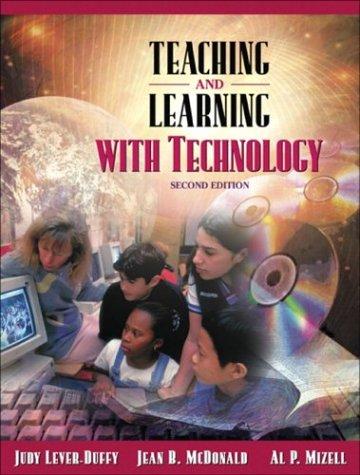 TEACHING
AND
LEARNING
WITH TECHNOLOGY
SECOND EDITION
JUDY LEVER-DUFFY JEAN B. MCDONALD AL P. MIZELL